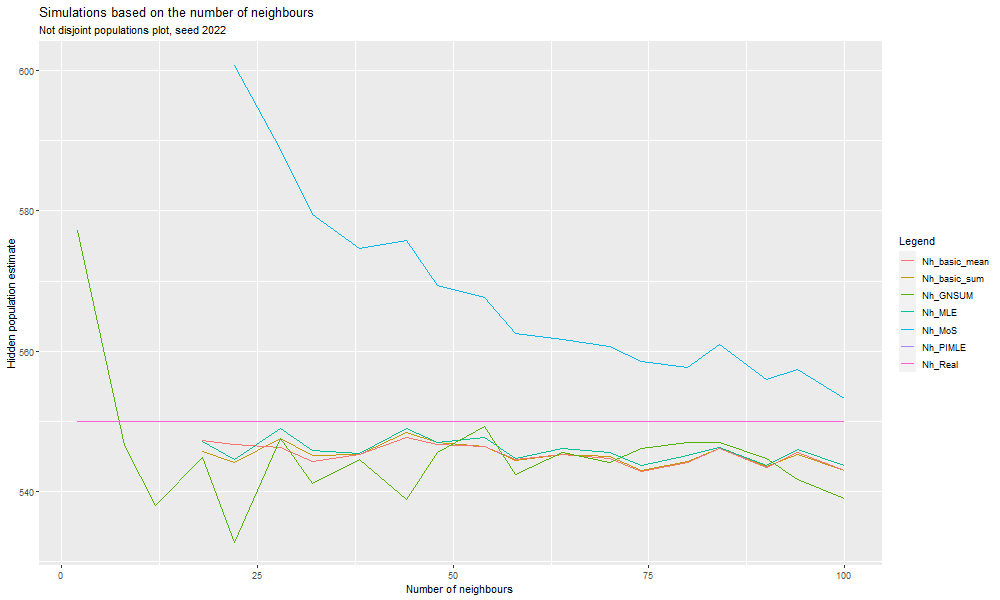 Simulations based on the number of neighbours
Not disjoint populations plot, seed 2022
Hidden population estimate
600
580
560
540
0
25
50
75
100
Number of neighbours
Legend
Nh_basic_mean
Nh_basic_sum
Nh_GNSUM
Nh_MLE
Nh_MoS
Nh_PIMLE
Nh_Real